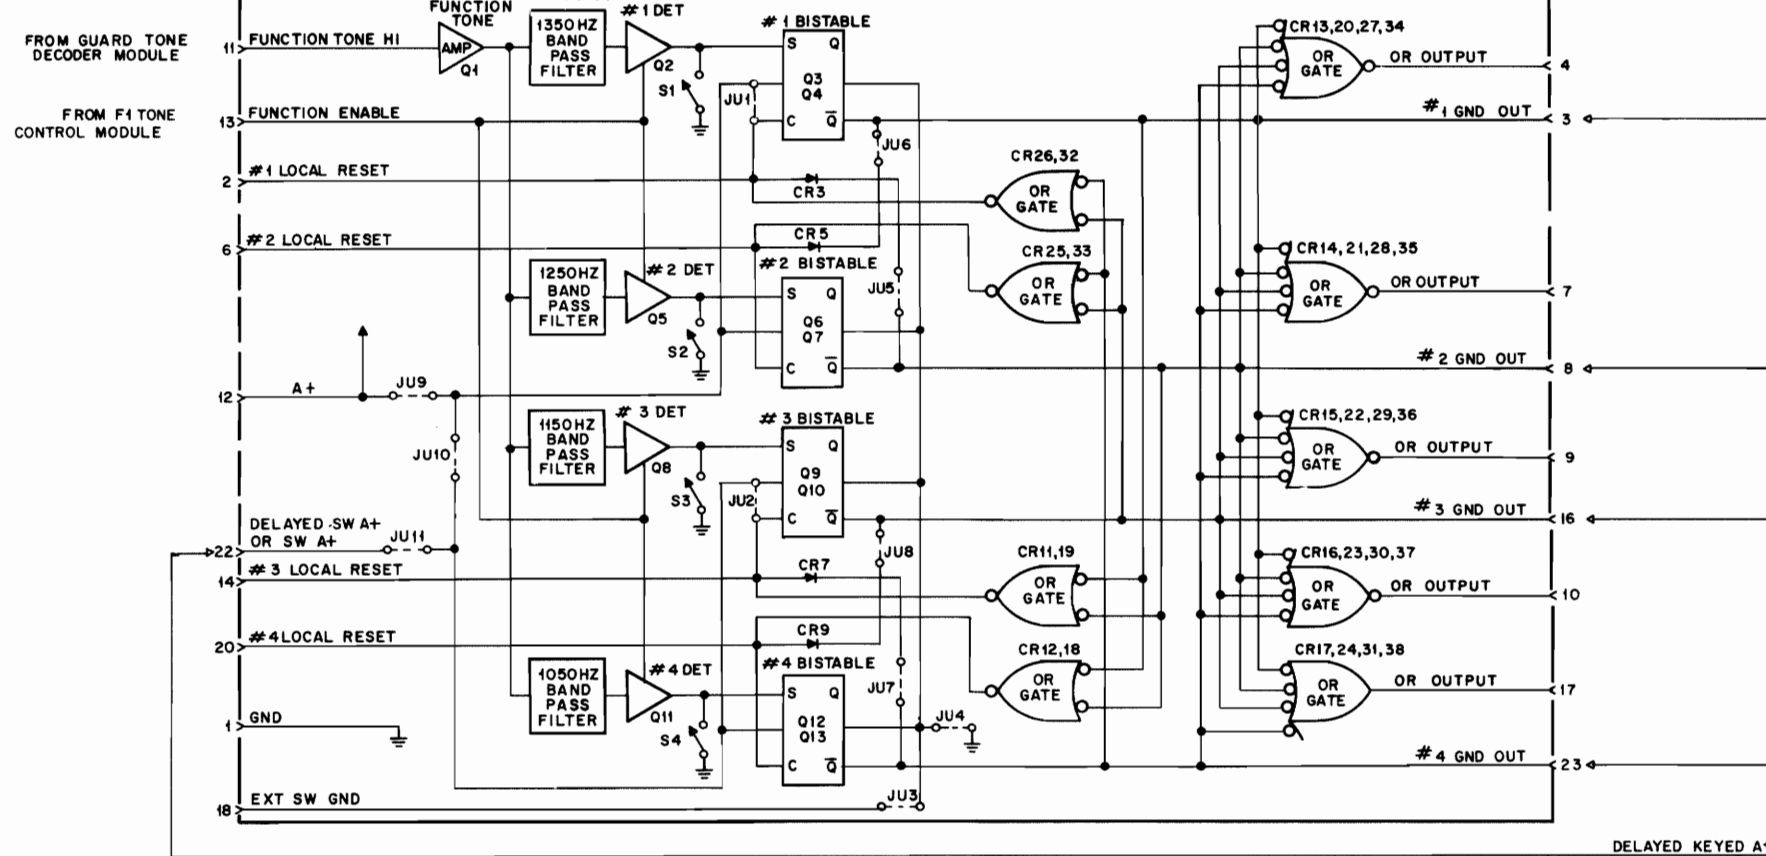 FUNCTION
TONE
#1 DET
# 1 BISTABLE
CR13,20,27,34
FROM GUARD TONE
DECODER MODULE
11
FUNCTION TONE HI
AMP
Q1
1350HZ
BAND
PASS
FILTER
Q2
S1
S Q
Q3
Q4
C Q
JU1
OR
GATE
OR OUTPUT
4
FROM F1 TONE
CONTROL MODULE
13
FUNCTION ENABLE
#1 GND OUT
3
JU6
CR26,32
2
#1 LOCAL RESET
CR3
OR
GATE
6
#2 LOCAL RESET
CR5
CR25,33
CR14,21,28,35
1250HZ
BAND
PASS
FILTER
#2 DET
Q5
S2
#2 BISTABLE
S Q
Q6
Q7
C Q
JU5
OR
GATE
OR
GATE
OR OUTPUT
7
#2 GND OUT
8
12
A+
JU9
1150HZ
BAND
PASS
FILTER
# 3 DET
Q8
S3
# 3 BISTABLE
S Q
Q9
Q10
C Q
JU2
JU10
CR15,22,29,36
OR
GATE
OR OUTPUT
9
#3 GND OUT
16
DELAYED SW A+
OR SW A+
22
JU11
JU8
14
# 3 LOCAL RESET
CR7
CR11,19
OR
GATE
CR16,23,30,37
OR
GATE
OR OUTPUT
10
20
#4 LOCAL RESET
CR9
CR12,18
OR
GATE
CR17,24,31,38
OR
GATE
OR OUTPUT
17
1050HZ
BAND
PASS
FILTER
#4 DET
Q11
S4
#4 BISTABLE
S Q
Q12
Q13
C Q
JU7
JU4
1
GND
#4 GND OUT
23
18
EXT SW GND
JU3
DELAYED KEYED A+